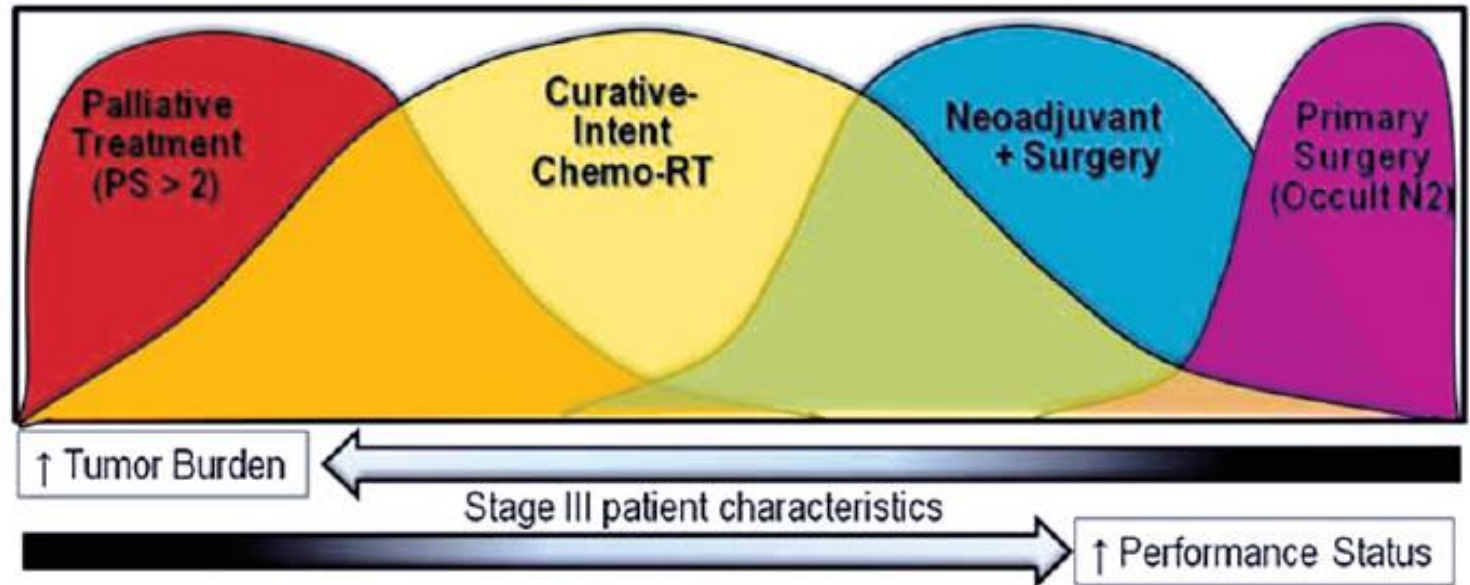 Palliative
Treatment
(PS > 2)
Curative-
Intent
Chemo-RT
Neoadjuvant
+ Surgery
Primary
Surgery
(Occult N2)
↑ Tumor Burden
Stage III patient characteristics
↑ Performance Status